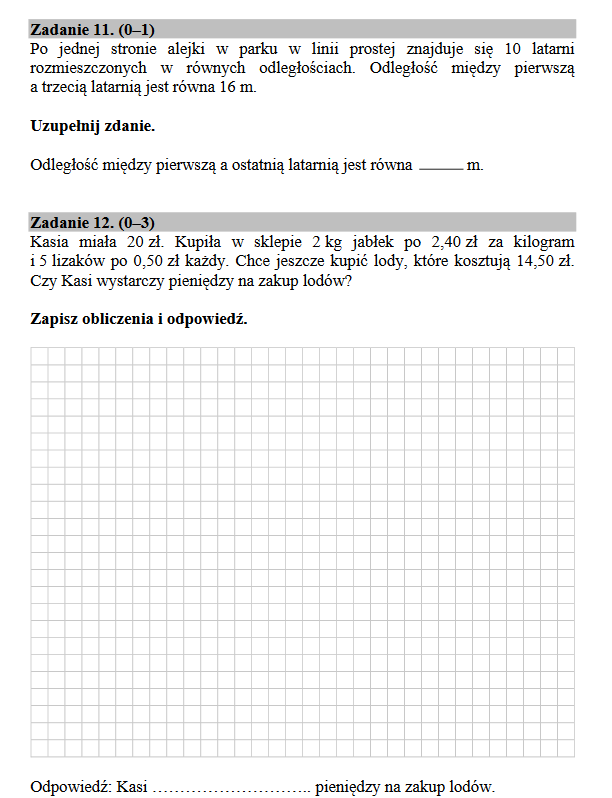 Zadanie 11. (0–1)
Po jednej stronie alejki w parku w linii prostej znajduje się 10 latarni
rozmieszczonych w równych odległościach. Odległość między pierwszą
a trzecią latarnią jest równa 16 m.
Uzupełnij zdanie.
Odległość między pierwszą a ostatnią latarnią jest równa _____ m.
Zadanie 12. (0–3)
Kasia miała 20 zł. Kupiła w sklepie 2 kg jabłek po 2,40 zł za kilogram
i 5 lizaków po 0,50 zł każdy. Chce jeszcze kupić lody, które kosztują 14,50 zł.
Czy Kasi wystarczy pieniędzy na zakup lodów?
Zapisz obliczenia i odpowiedź.
Odpowiedź: Kasi ……………………….. pieniędzy na zakup lodów.